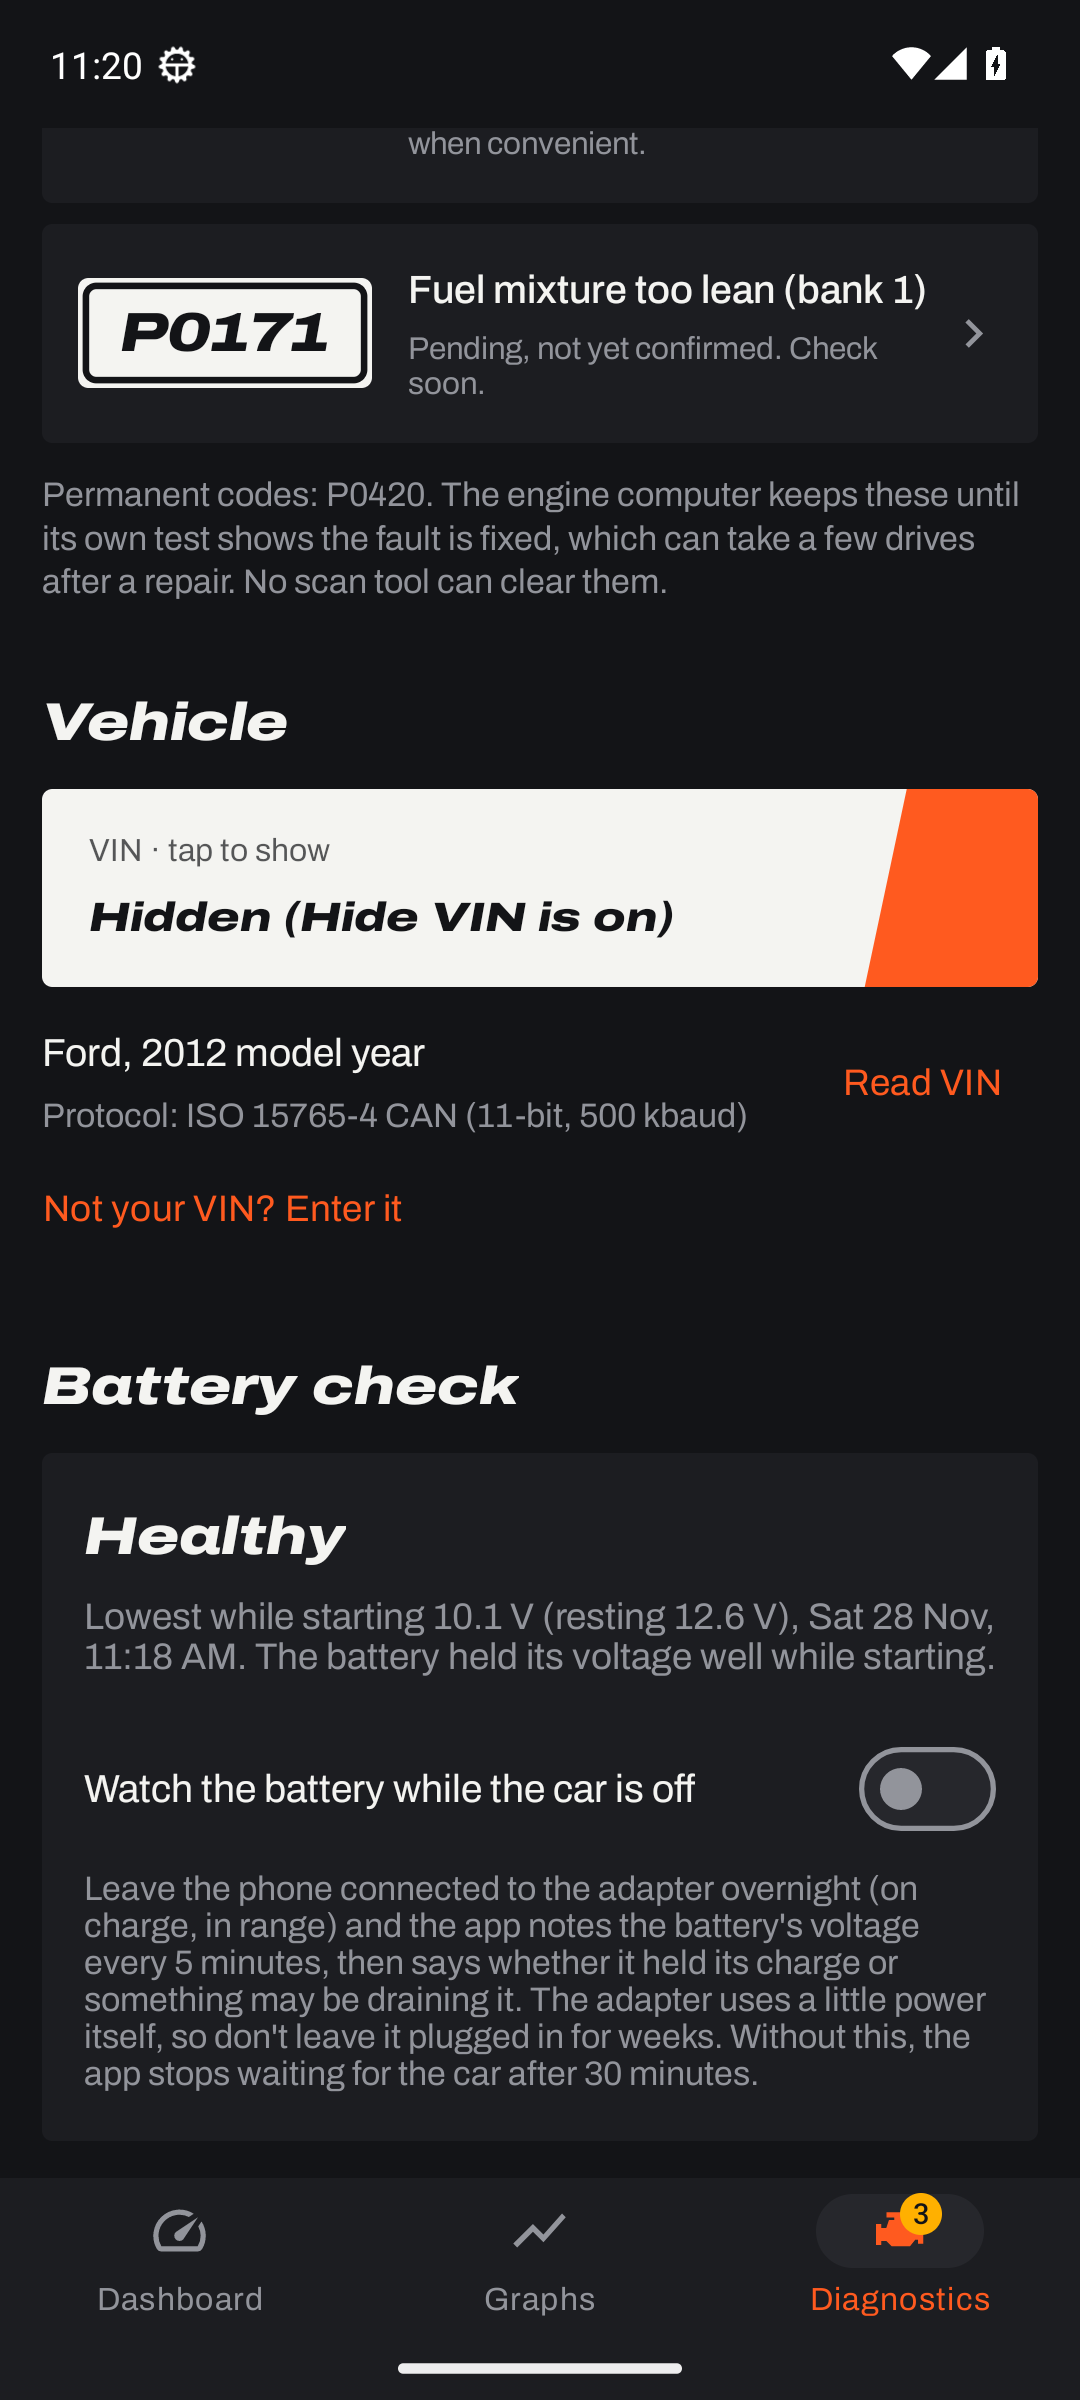 11:20
when convenient.
P0171
Fuel mixture too lean (bank 1)
Pending, not yet confirmed. Check
soon.
Permanent codes: P0420. The engine computer keeps these until
its own test shows the fault is fixed, which can take a few drives
after a repair. No scan tool can clear them.
Vehicle
VIN · tap to show
Hidden (Hide VIN is on)
Ford, 2012 model year
Protocol: ISO 15765-4 CAN (11-bit, 500 kbaud)
Read VIN
Not your VIN? Enter it
Battery check
Healthy
Lowest while starting 10.1 V (resting 12.6 V), Sat 28 Nov,
11:18 AM. The battery held its voltage well while starting.
Watch the battery while the car is off
Leave the phone connected to the adapter overnight (on
charge, in range) and the app notes the battery's voltage
every 5 minutes, then says whether it held its charge or
something may be draining it. The adapter uses a little power
itself, so don't leave it plugged in for weeks. Without this, the
app stops waiting for the car after 30 minutes.
3
Dashboard
Graphs
Diagnostics